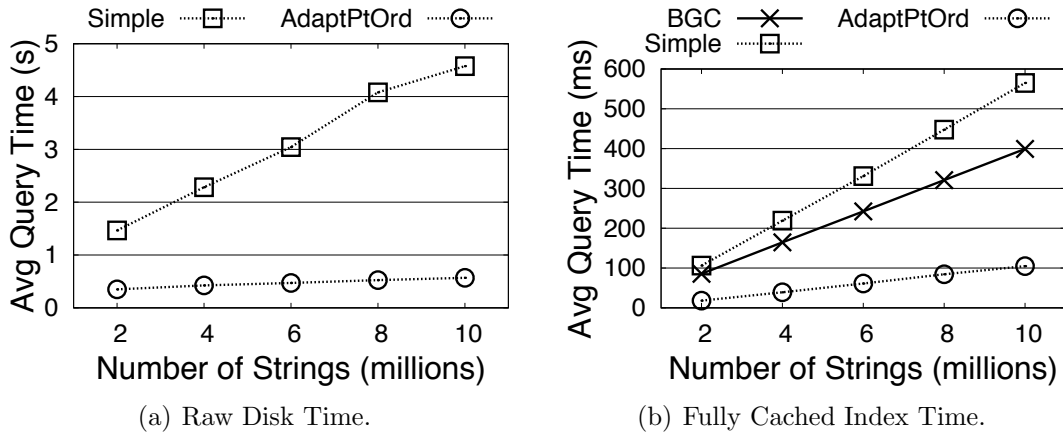 Simple AdaptPtOrd
Avg Query Time (s)
5
4
3
2
1
0
2 4 6 8 10
Number of Strings (millions)
(a) Raw Disk Time.
BGC AdaptPtOrd
Simple
Avg Query Time (ms)
600
500
400
300
200
100
0
2 4 6 8 10
Number of Strings (millions)
(b) Fully Cached Index Time.